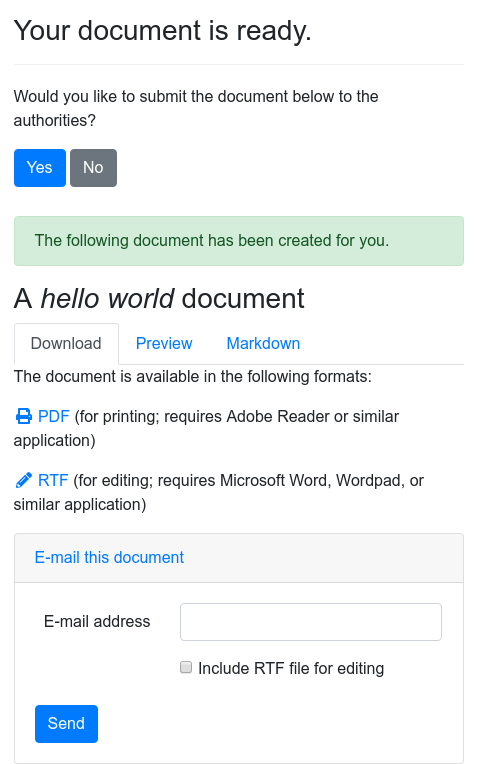 Your document is ready.
Would you like to submit the document below to the
authorities?
Yes No
The following document has been created for you.
A hello world document
Download Preview Markdown
The document is available in the following formats:
PDF (for printing; requires Adobe Reader or similar
application)
RTF (for editing; requires Microsoft Word, Wordpad, or
similar application)
E-mail this document
E-mail address
Include RTF file for editing
Send